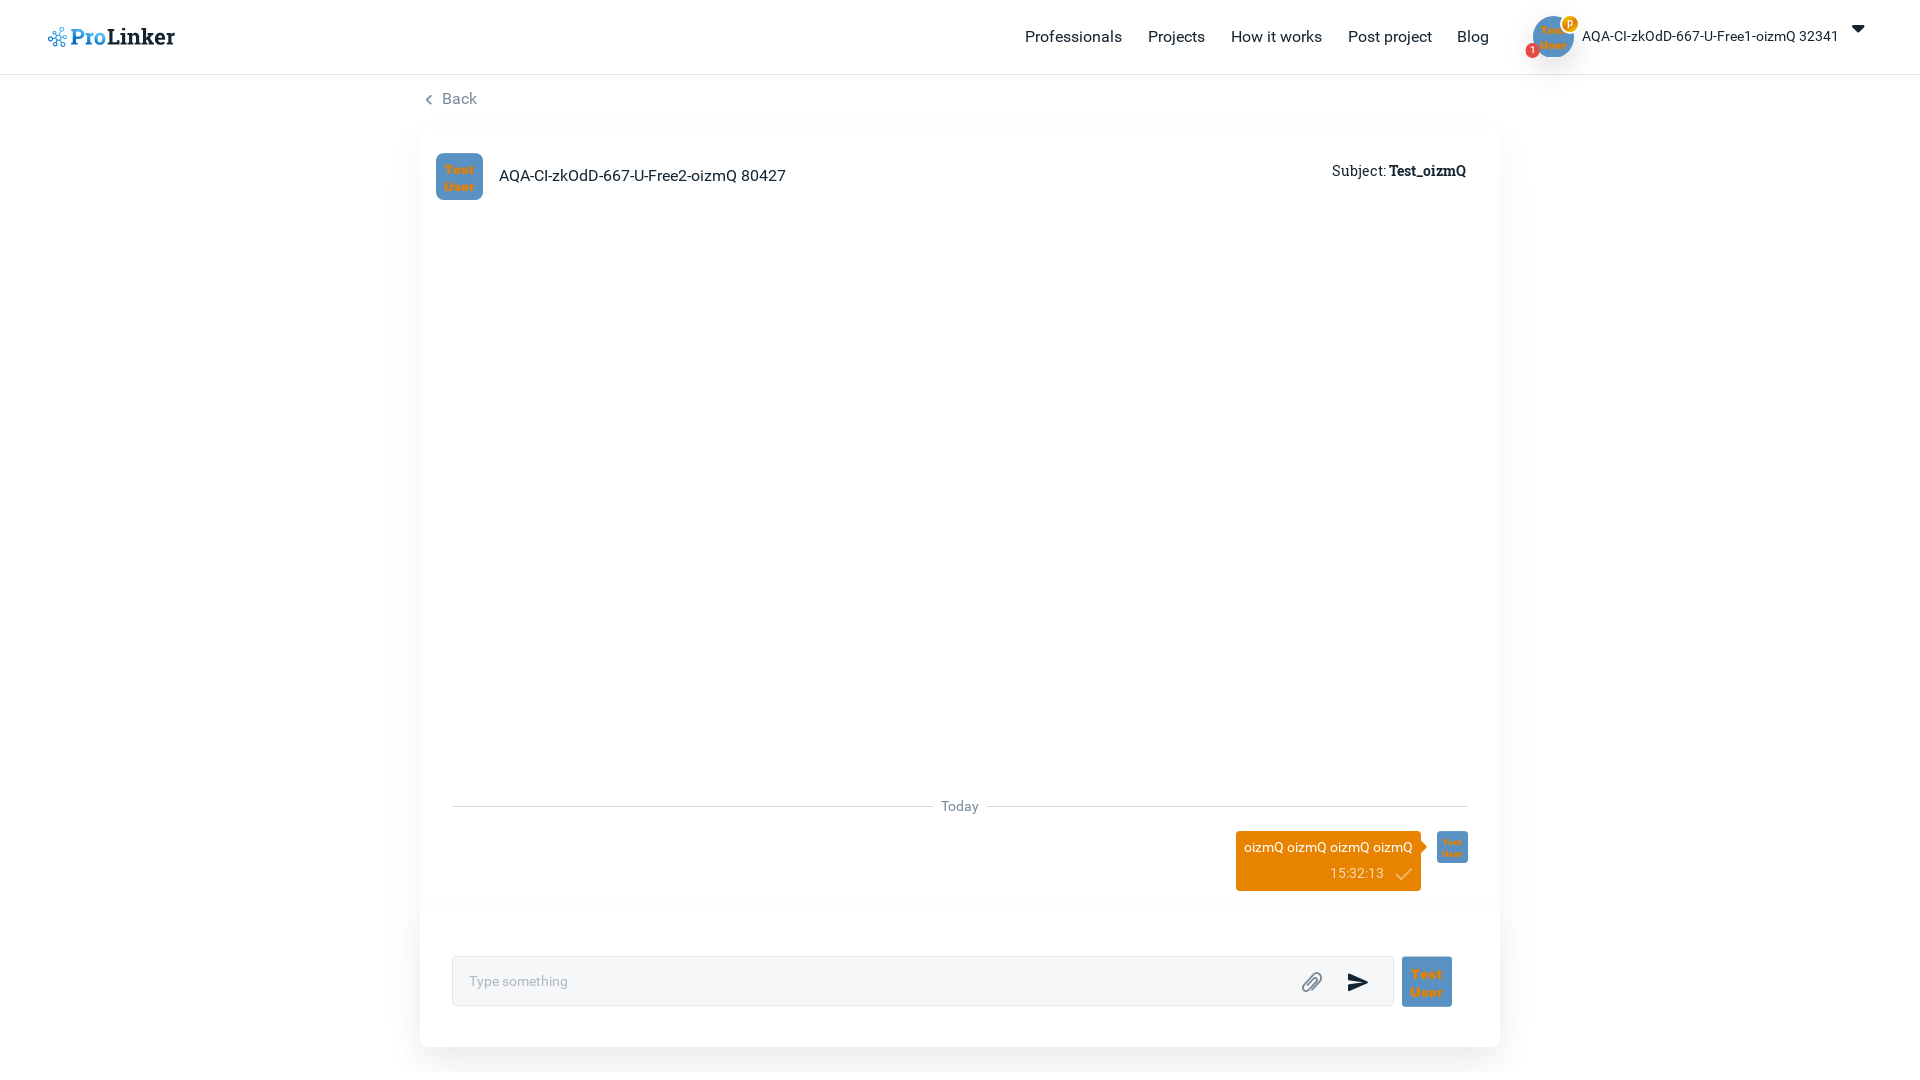 ProLinker
Professionals
Projects
How it works
Post project
Blog
Test
User
P
1
AQA-CI-zkOdD-667-U-Free1-oizmQ 32341
Back
Test
User
AQA-CI-zkOdD-667-U-Free2-oizmQ 80427
Subject: Test_oizmQ
Today
oizmQ oizmQ oizmQ oizmQ
15:32:13
Test
User
Type something
Test
User